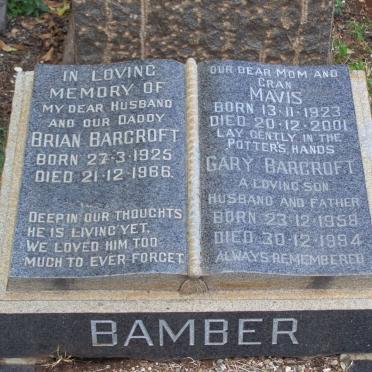 IN LOVING
MEMORY OF
MY DEAR HUSBAND
AND OUR DADDY
BRIAN BARCROFT
BORN 27·3·1925
DIED 21·12·1966.
DEEP IN OUR THOUGHTS
HE IS LIVING YET,
WE LOVED HIM TOO
MUCH TO EVER FORGET
OUR DEAR MOM AND
GRAN
MAVIS
BORN 13·11·1923
DIED 20·12·2001
LAY GENTLY IN THE
POTTERS, HANDS
GARY BARCROFT
A LOVING SON
HUSBAND AND FATHER
BORN 23·12·1958
DIED 30·12·1994
ALWAYS REMEMBERED
BAMBER